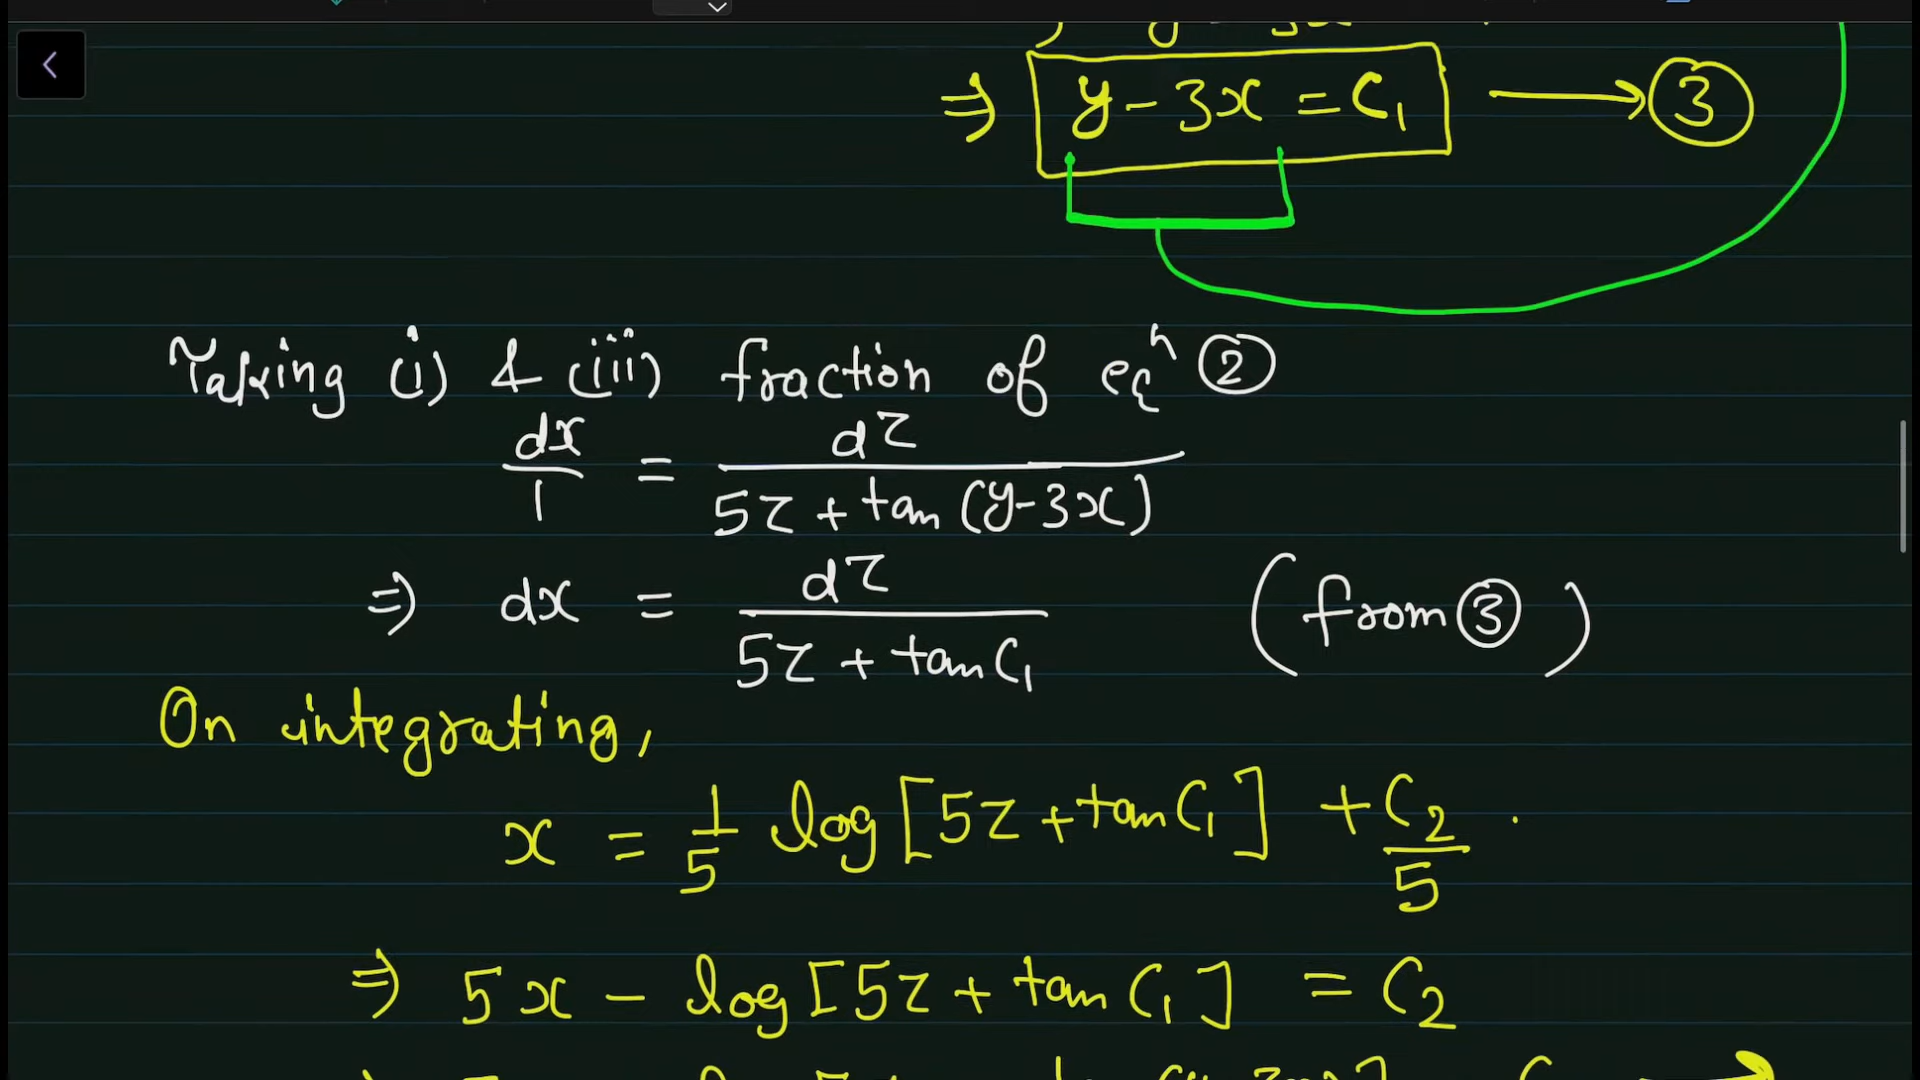 ⇒ y - 3x = C₁ ⟶ ③
Taking (i) & (iii) fraction of eqⁿ ②
dx/1 = dz/(5z + tan (y-3x))
⇒ dx = dz/(5z + tan C₁) (from ③)
On integrating,
x = 1/5 log [5z + tan C₁] + C₂/5 .
⇒ 5x - log [5z + tan C₁] = C₂